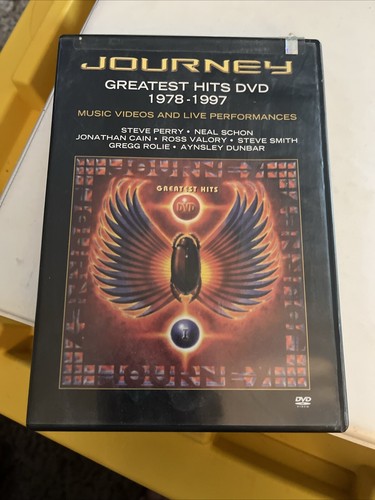 JOURNEY
GREATEST HITS DVD
1978-1997
MUSIC VIDEOS AND LIVE PERFORMANCES
STEVE PERRY • NEAL SCHON
JONATHAN CAIN • ROSS VALORY • STEVE SMITH
GREGG ROLIE • AYNSLEY DUNBAR
GREATEST HITS
DVD
DVD
VIDEO